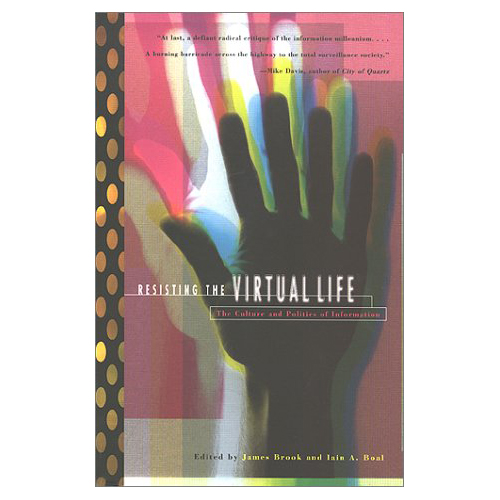 "At last, a defiant radical critique of the information millennium. . . .
A burning barricade across the highway to the total surveillance society."
—Mike Davis, author of City of Quartz
RESISTING THE VIRTUAL LIFE
The Culture and Politics of Information
Edited by James Brook and Iain A. Boal